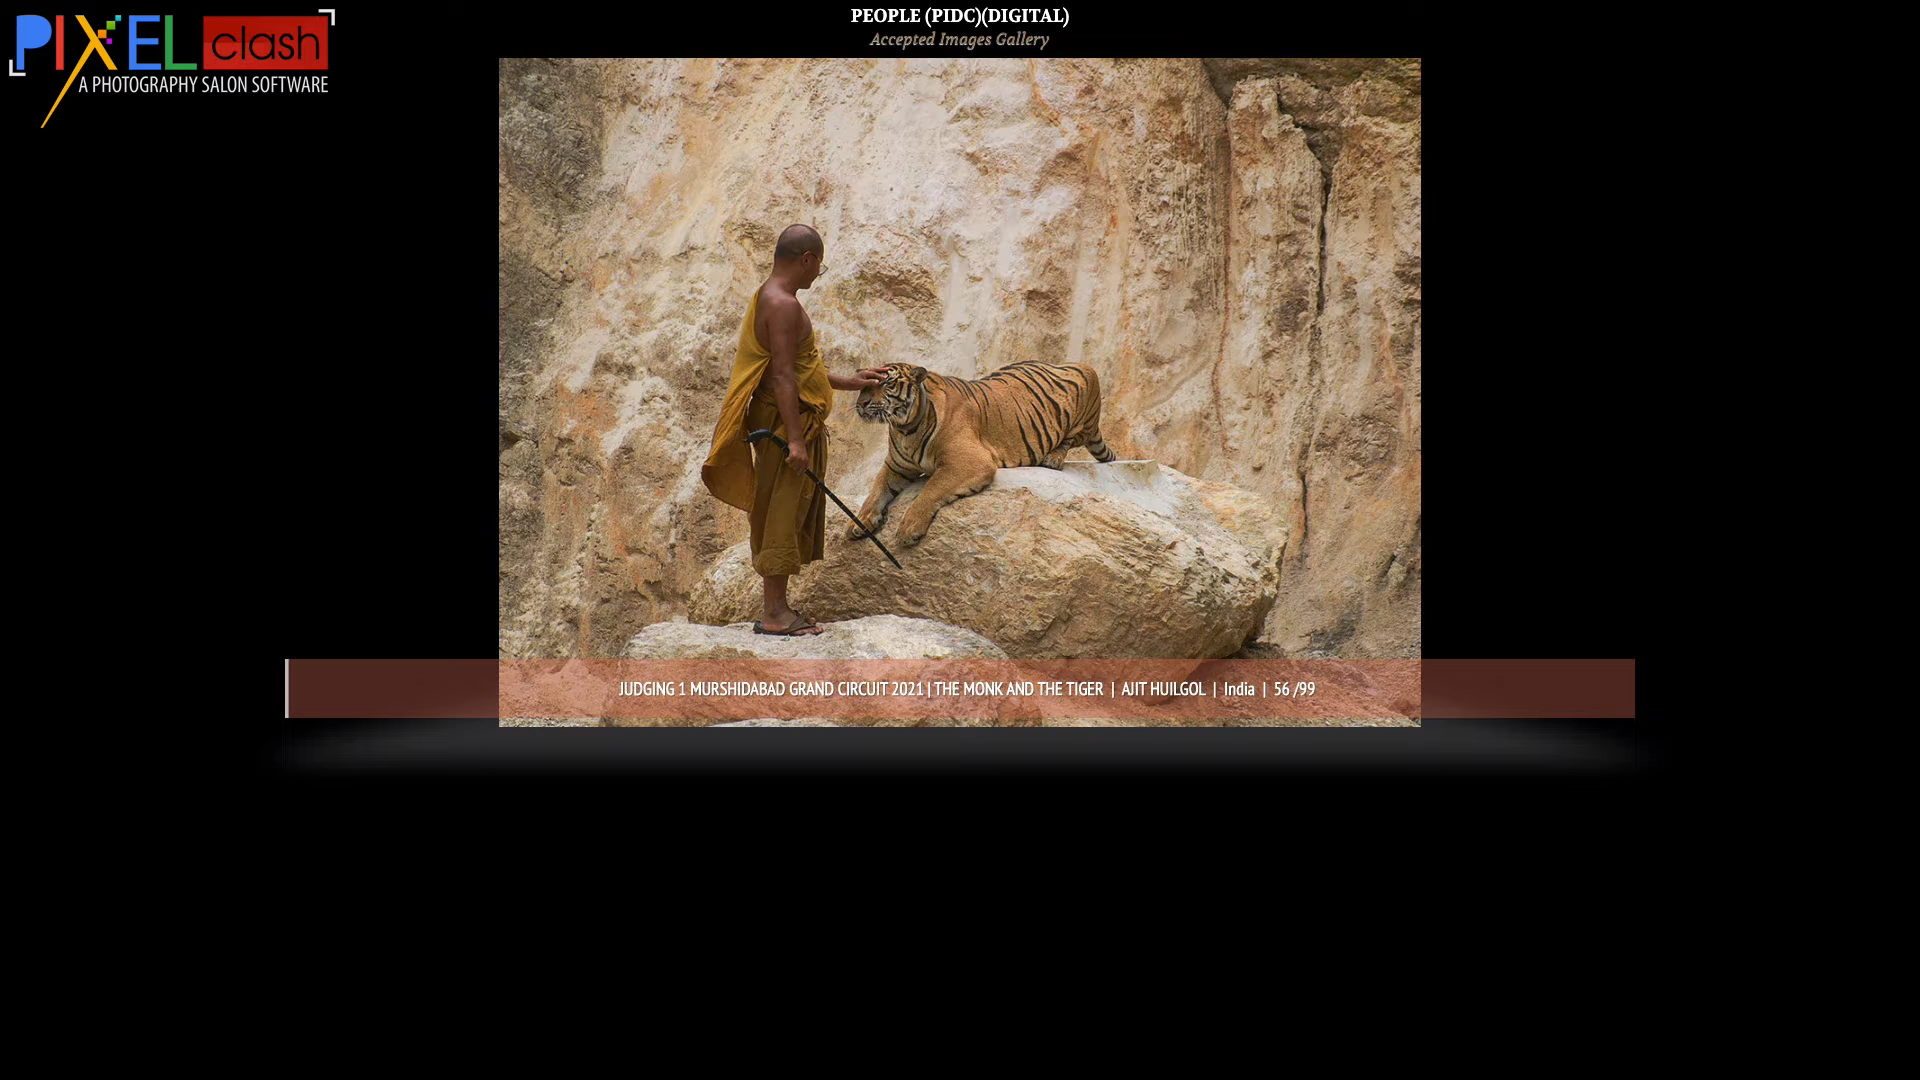 PEOPLE (PIDC)(DIGITAL)
Accepted Images Gallery
PIXEL clash
A PHOTOGRAPHY SALON SOFTWARE
JUDGING 1 MURSHIDABAD GRAND CIRCUIT 2021 | THE MONK AND THE TIGER | AJIT HUILGOL | India | 56 /99